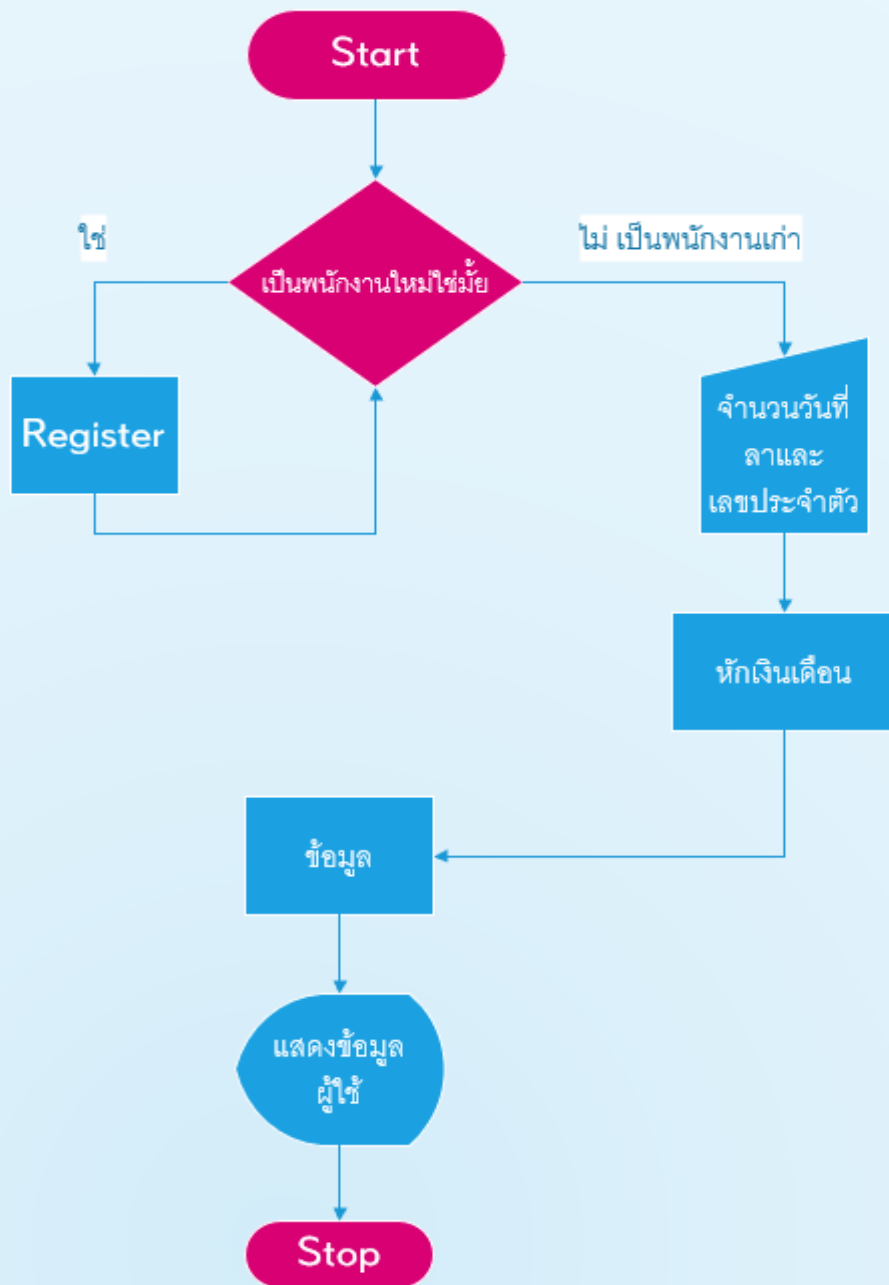 Start
ใช่
ไม่ เป็นพนักงานเก่า
เป็นพนักงานใหม่ใช่มั้ย
Register
จำนวนวันที่
ลาและ
เลขประจำตัว
หักเงินเดือน
ข้อมูล
แสดงข้อมูล
ผู้ใช้
Stop